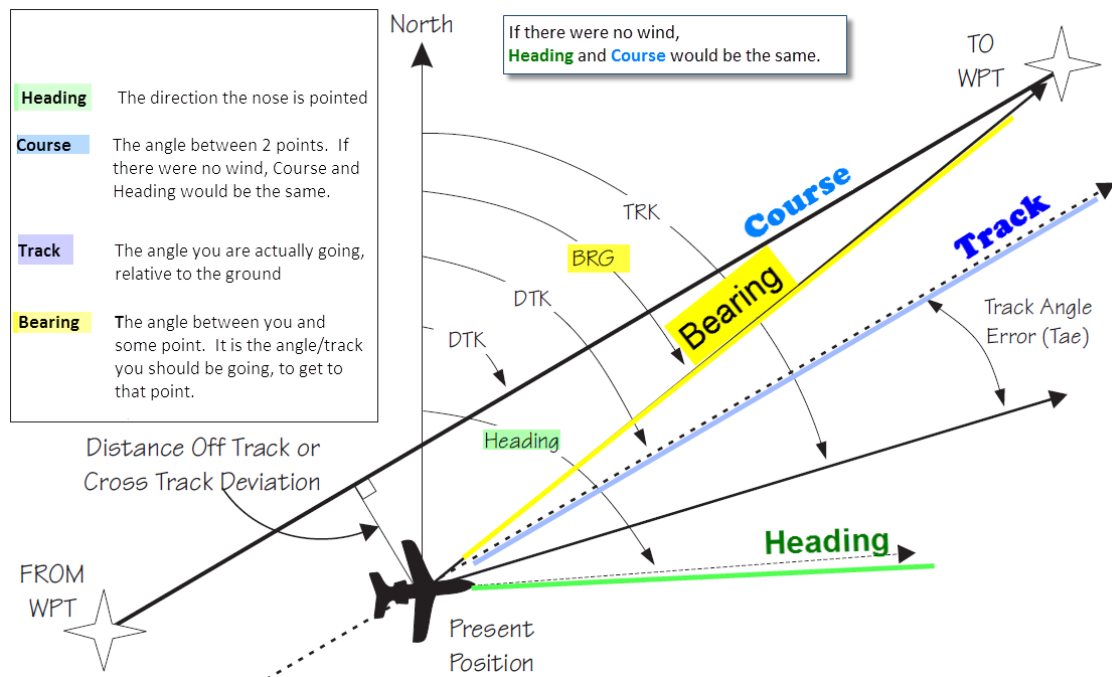 North
If there were no wind,
Heading and Course would be the same.
TO
WPT
Heading The direction the nose is pointed
Course The angle between 2 points. If
there were no wind, Course and
Heading would be the same.
Track The angle you are actually going,
relative to the ground
Bearing The angle between you and
some point. It is the angle/track
you should be going, to get to
that point.
TRK
Course
BRG
Bearing
Track
DTK
DTK
Track Angle
Error (Tae)
Heading
Distance Off Track or
Cross Track Deviation
Heading
FROM
WPT
Present
Position